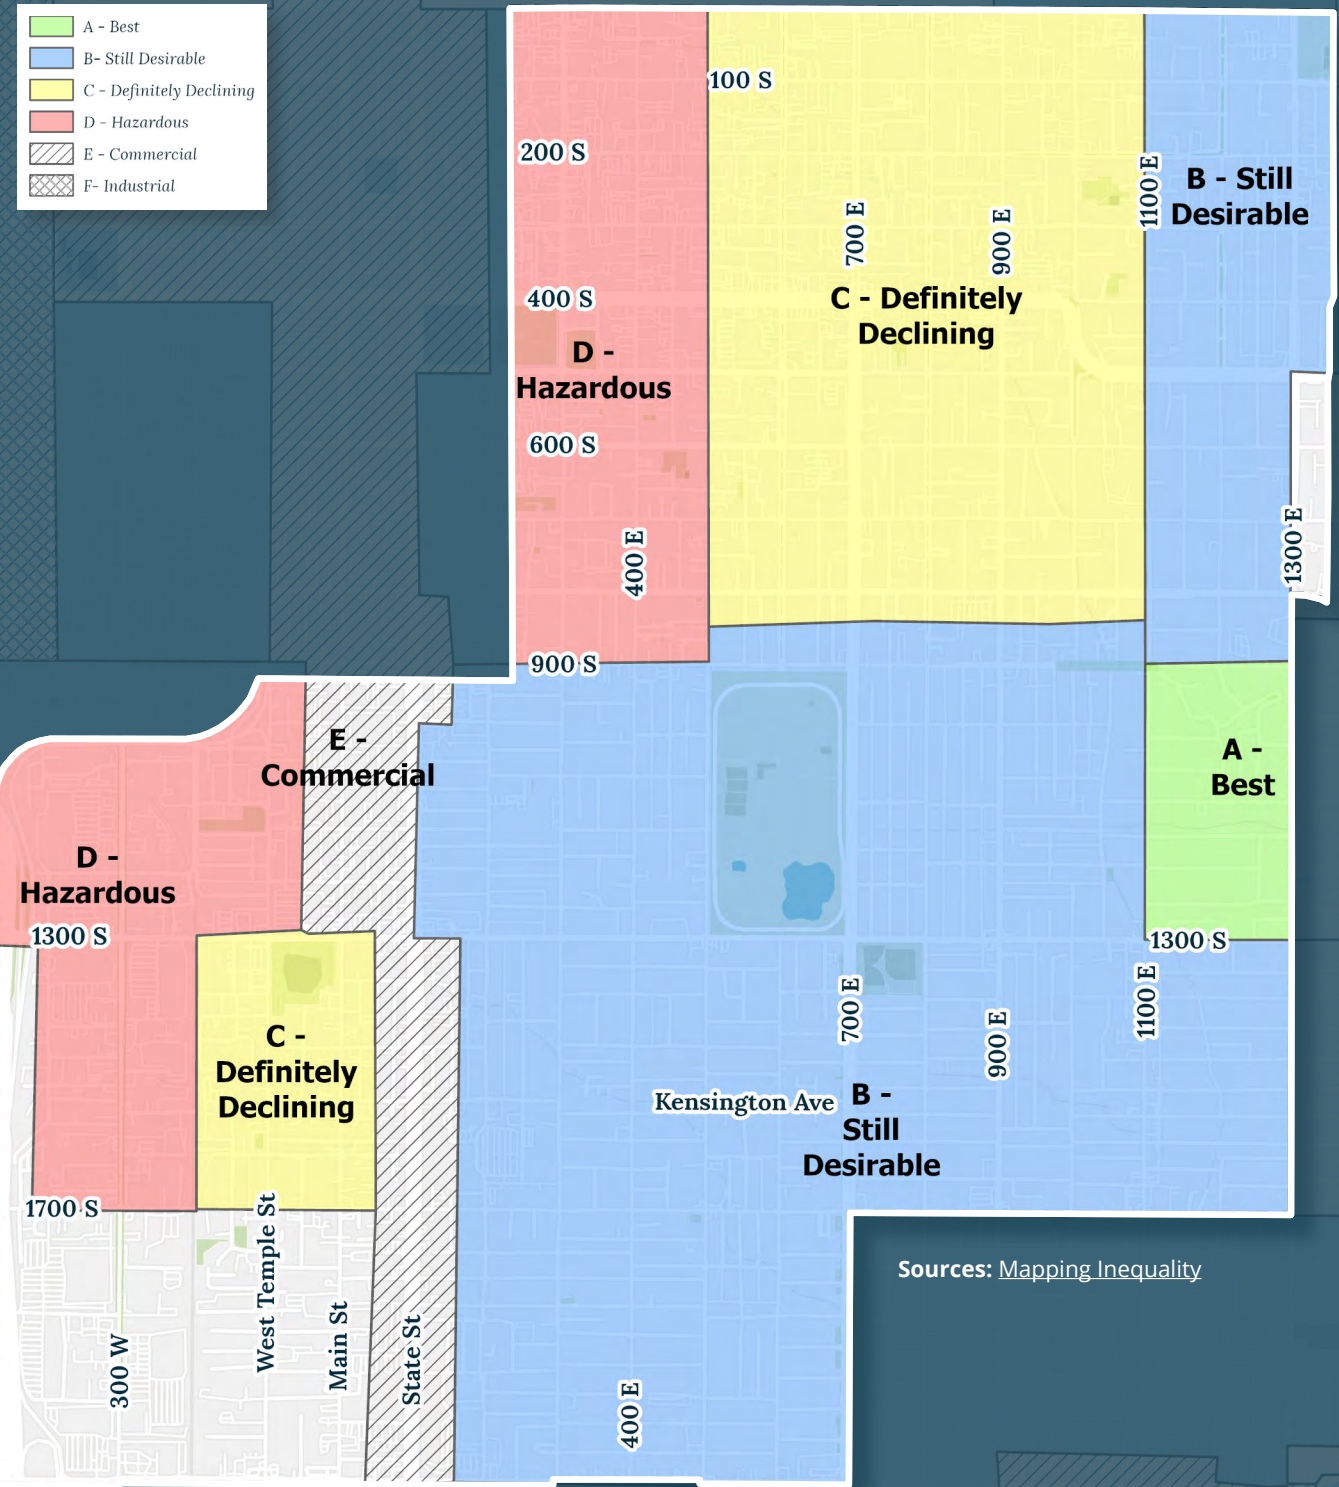 A - Best
B- Still Desirable
C - Definitely Declining
D - Hazardous
E - Commercial
F- Industrial
100 S
200 S
1100 E
B - Still
Desirable
700 E
900 E
400 S
C - Definitely
Declining
D -
Hazardous
600 S
400 E
1300 E
900 S
E -
Commercial
A -
Best
D -
Hazardous
1300 S
1300 S
C -
Definitely
Declining
700 E
900 E
1100 E
Kensington Ave
B -
Still
Desirable
1700 S
West Temple St
Main St
State St
300 W
400 E
Sources: Mapping Inequality